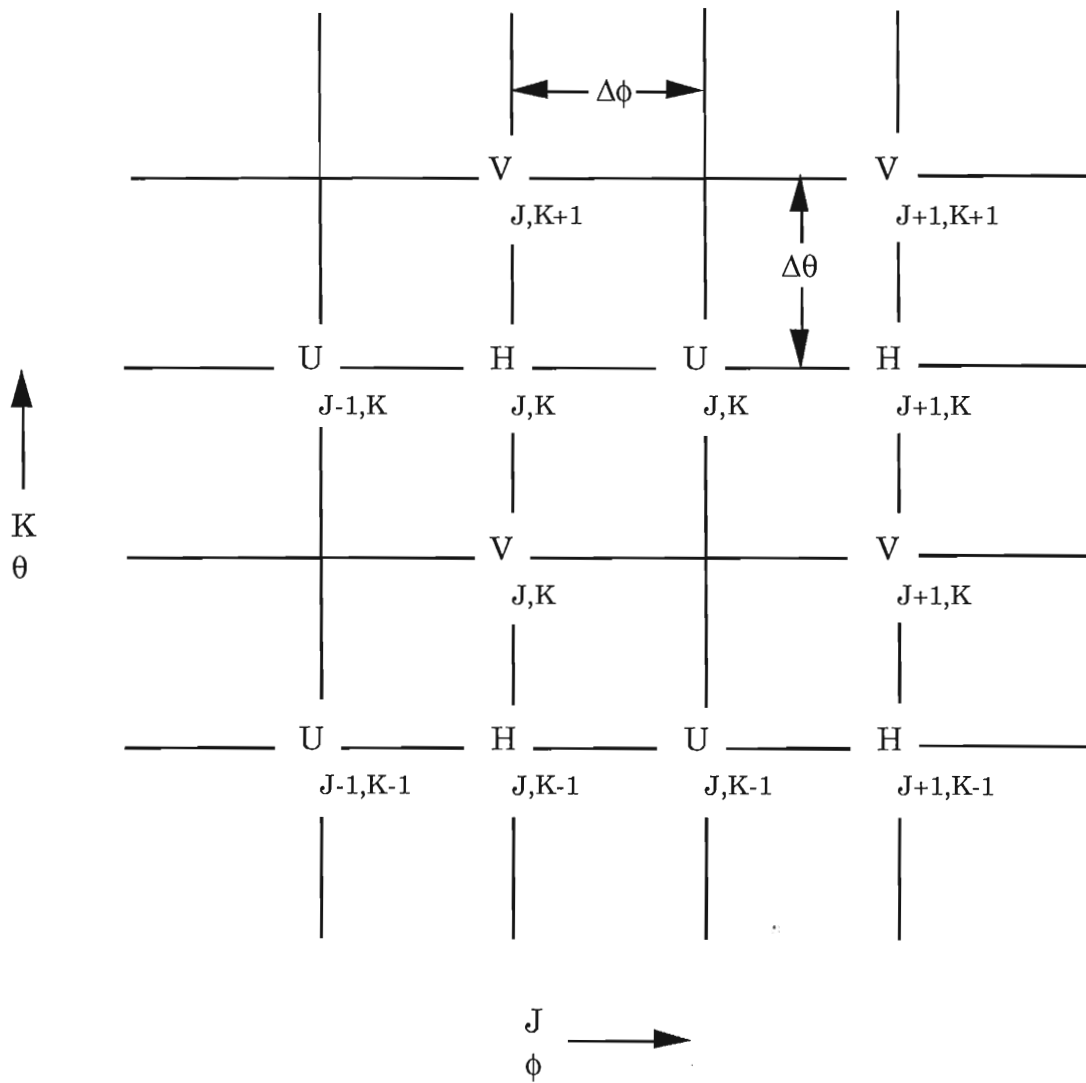 Δϕ
V V
J,K+1 J+1,K+1
Δθ
U H U H
J-1,K J,K J,K J+1,K
K
θ
V V
J,K J+1,K
U H U H
J-1,K-1 J,K-1 J,K-1 J+1,K-1
J
ϕ